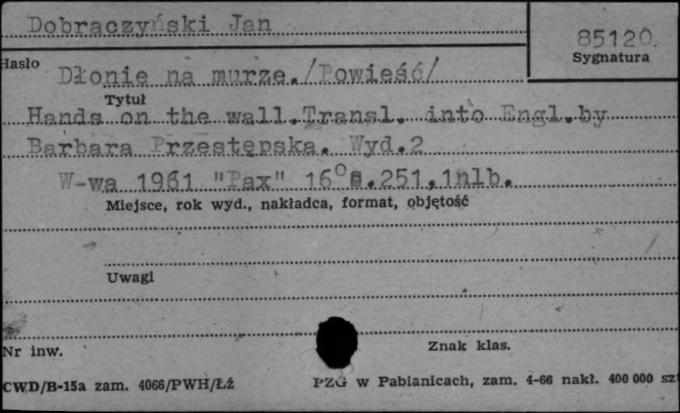 Dobraczyński Jan
85120.
Sygnatura
Hasło
Dłonie na murze./Powieść/
Tytuł
Hands on the wall.Transl. into Engl.by
Barbara Przestępska. Wyd.2
W-wa 1961 "Pax" 16° s.251,1nlb.
Miejsce, rok wyd., nakładca, format, objętość
Uwagi
Nr inw.
Znak klas.
CWD/B-15a zam. 4066/PWH/Łź
PZG w Pabianicach, zam. 4-66 nakł. 400 000 szt